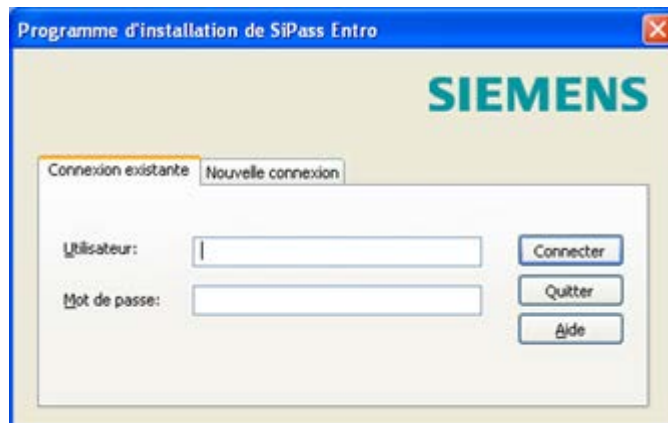 Programme d'installation de SiPass Entro
SIEMENS
Connexion existante
Nouvelle connexion
Utilisateur:
Connecter
Mot de passe:
Quitter
Aide